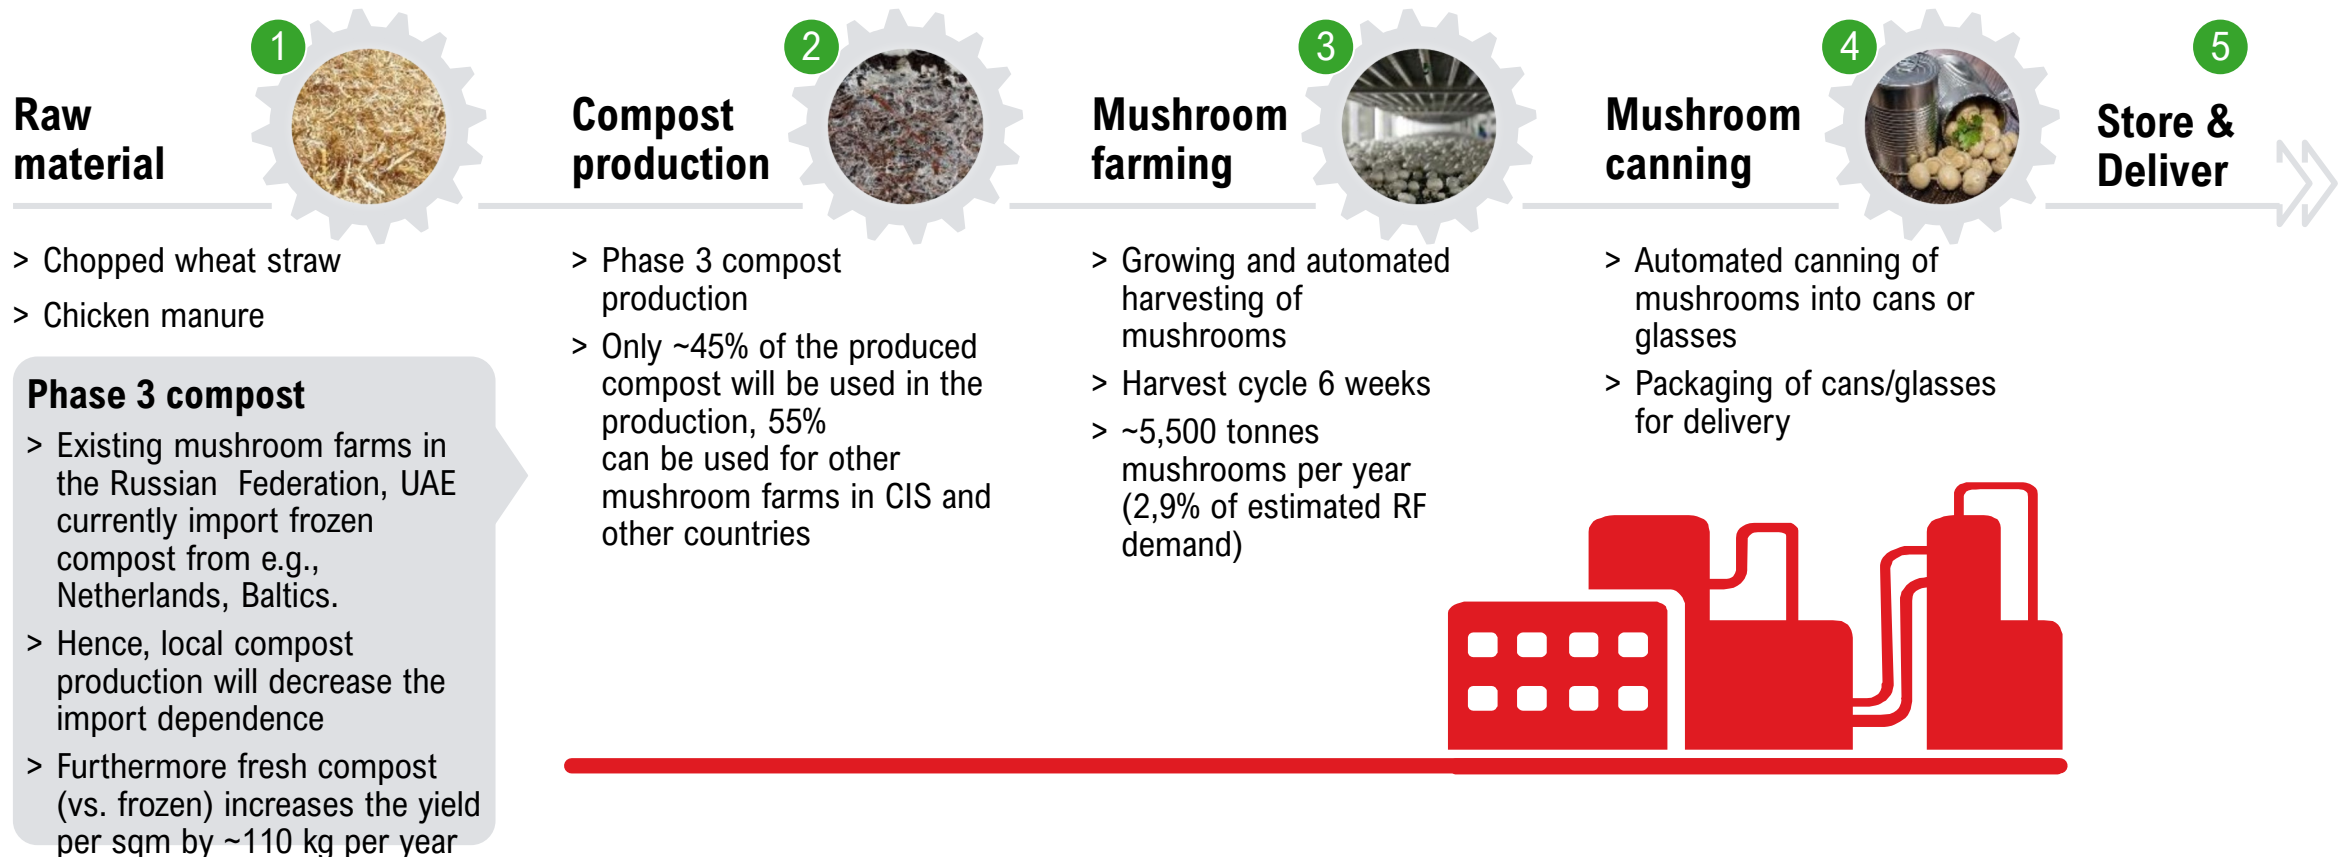 1
Raw
material
> Chopped wheat straw
> Chicken manure
Phase 3 compost
> Existing mushroom farms in
the Russian Federation, UAE
currently import frozen
compost from e.g.,
Netherlands, Baltics.
> Hence, local compost
production will decrease the
import dependence
> Furthermore fresh compost
(vs. frozen) increases the yield
per sqm by ~110 kg per year
2
Compost
production
> Phase 3 compost
production
> Only ~45% of the produced
compost will be used in the
production, 55%
can be used for other
mushroom farms in CIS and
other countries
3
Mushroom
farming
> Growing and automated
harvesting of
mushrooms
> Harvest cycle 6 weeks
> ~5,500 tonnes
mushrooms per year
(2,9% of estimated RF
demand)
4
Mushroom
canning
> Automated canning of
mushrooms into cans or
glasses
> Packaging of cans/glasses
for delivery
5
Store &
Deliver